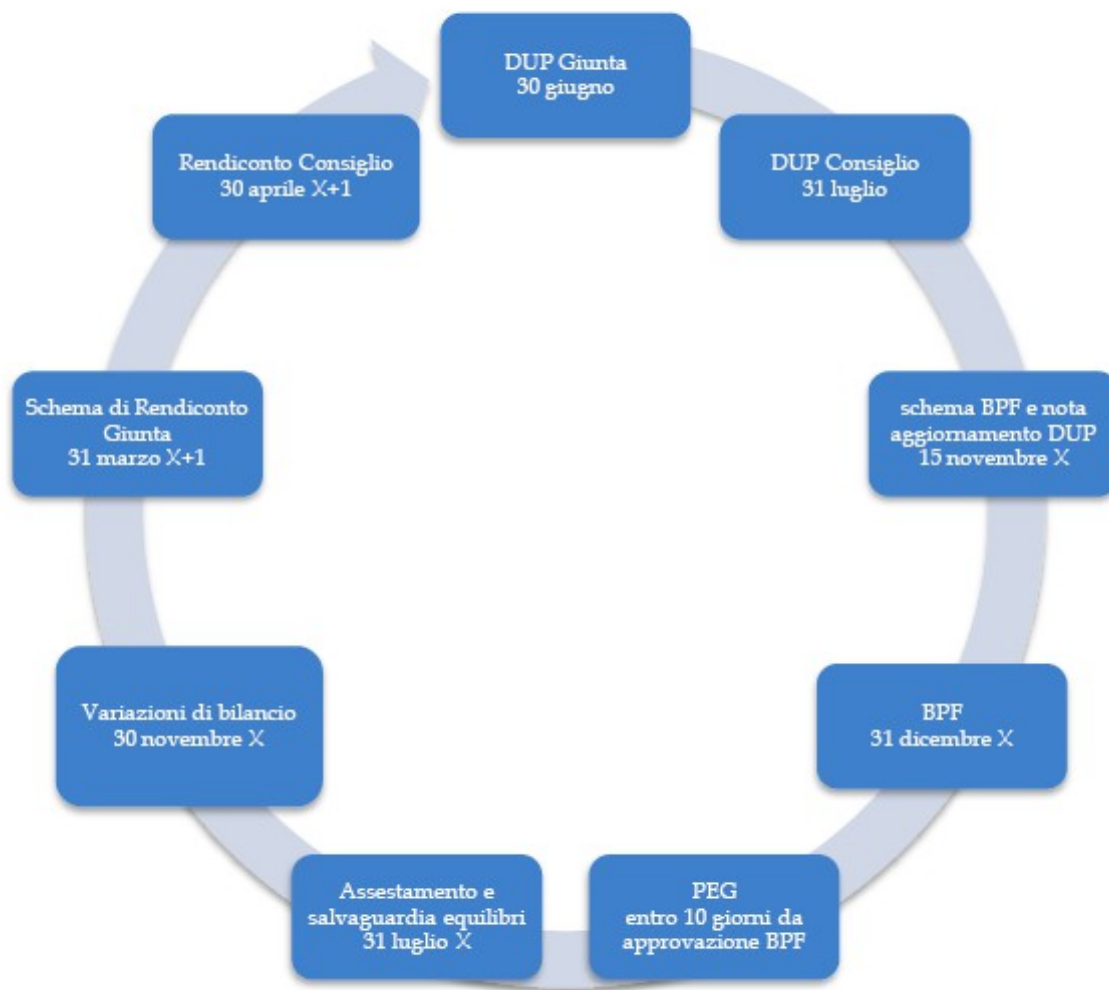 DUP Giunta
30 giugno
DUP Consiglio
31 luglio
schema BPF e nota
aggiornamento DUP
15 novembre X
BPF
31 dicembre X
PEG
entro 10 giorni da
approvazione BPF
Assestamento e
salvaguardia equilibri
31 luglio X
Variazioni di bilancio
30 novembre X
Schema di Rendiconto
Giunta
31 marzo X+1
Rendiconto Consiglio
30 aprile X+1